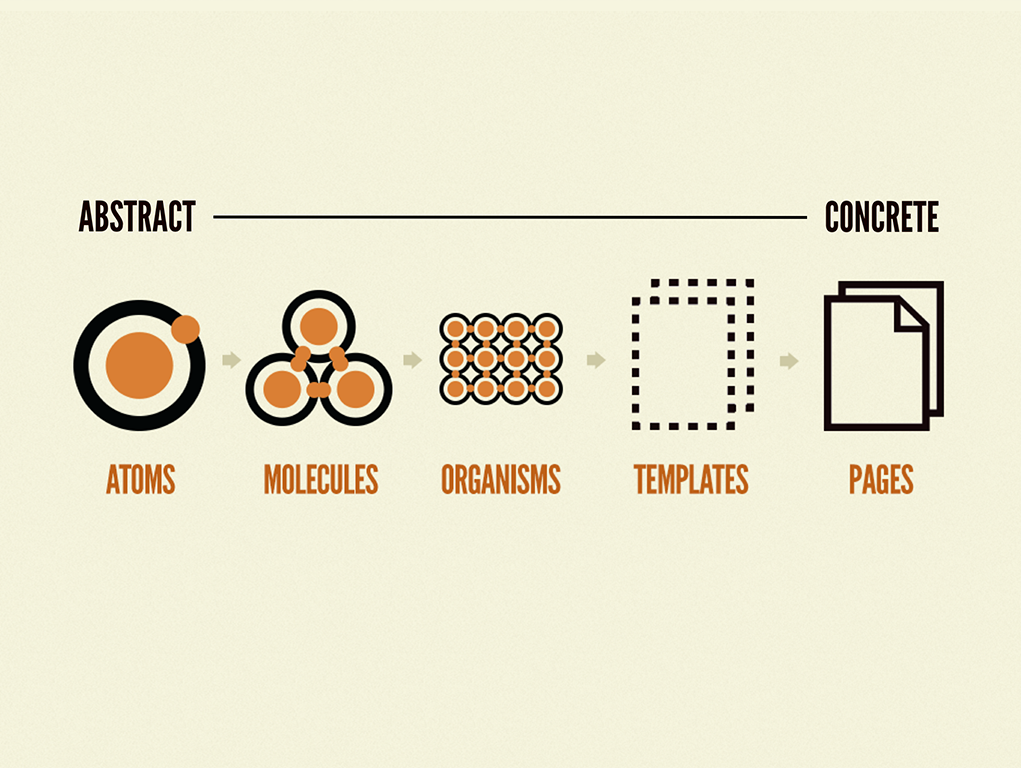 ABSTRACT
CONCRETE
ATOMS
MOLECULES
ORGANISMS
TEMPLATES
PAGES